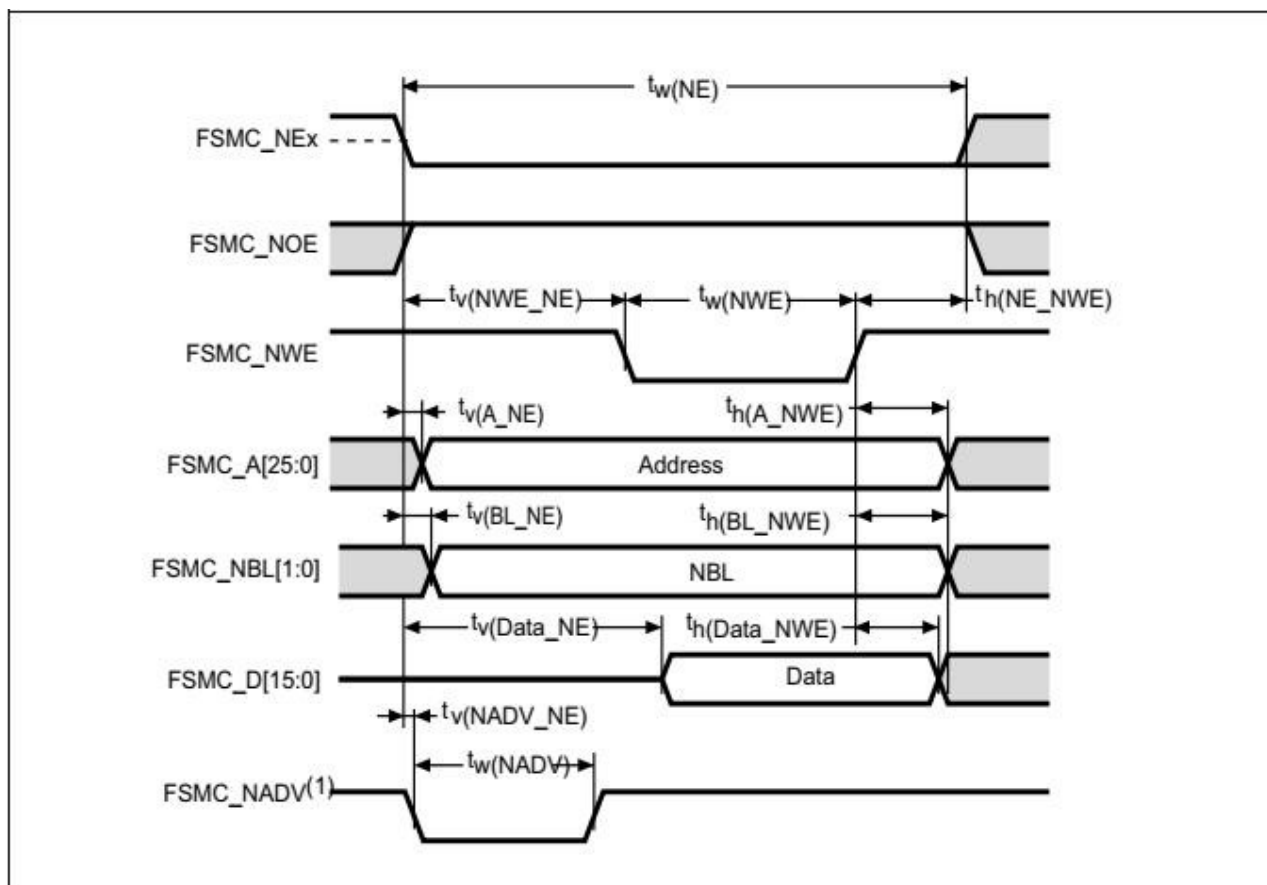 tw(NE)
FSMC_NEx
FSMC_NOE
tv(NWE_NE)
tw(NWE)
th(NE_NWE)
FSMC_NWE
tv(A_NE)
th(A_NWE)
FSMC_A[25:0]
Address
tv(BL_NE)
th(BL_NWE)
FSMC_NBL[1:0]
NBL
tv(Data_NE)
th(Data_NWE)
FSMC_D[15:0]
Data
tv(NADV_NE)
tw(NADV)
FSMC_NADV(1)